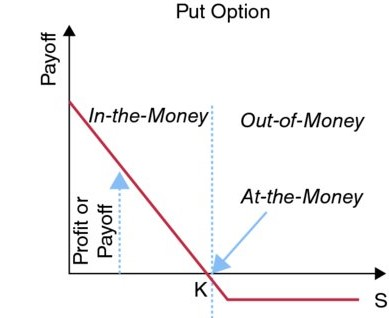 Put Option
Payoff
In-the-Money
Out-of-Money
At-the-Money
Profit or
Payoff
K
S